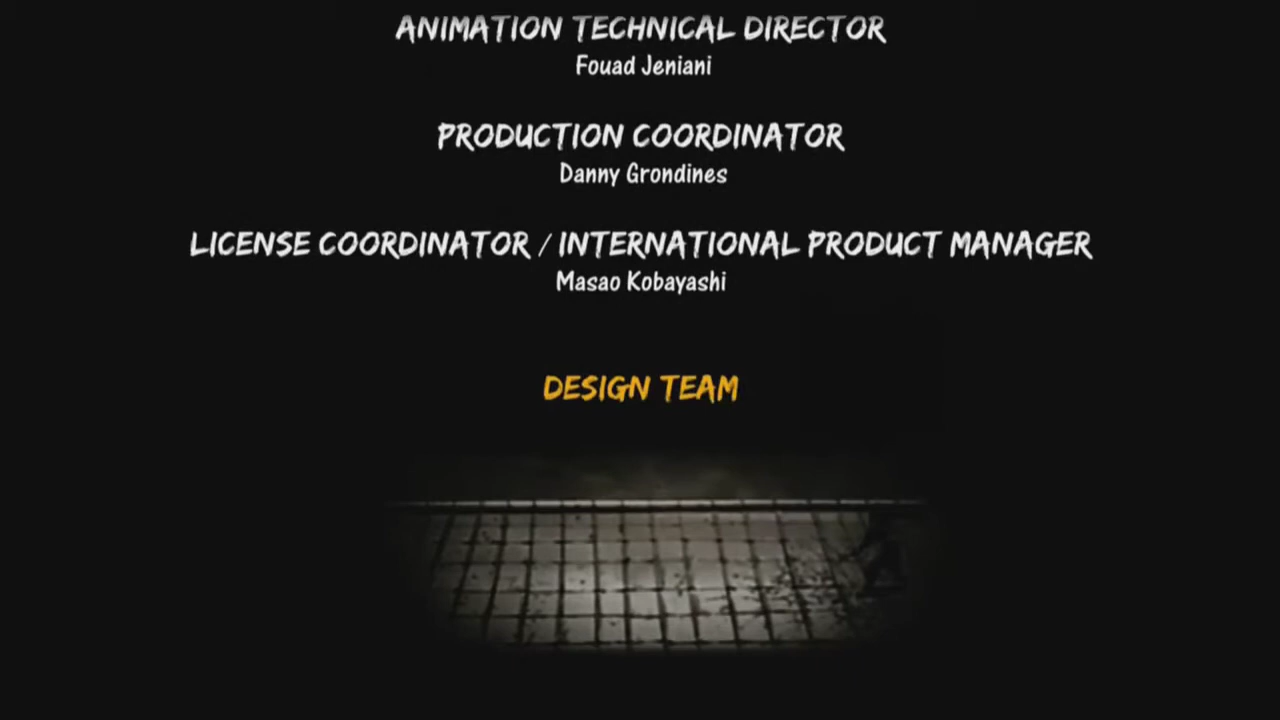 ANIMATION TECHNICAL DIRECTOR
Fouad Jeniani
PRODUCTION COORDINATOR
Danny Grondines
LICENSE COORDINATOR / INTERNATIONAL PRODUCT MANAGER
Masao Kobayashi
DESIGN TEAM